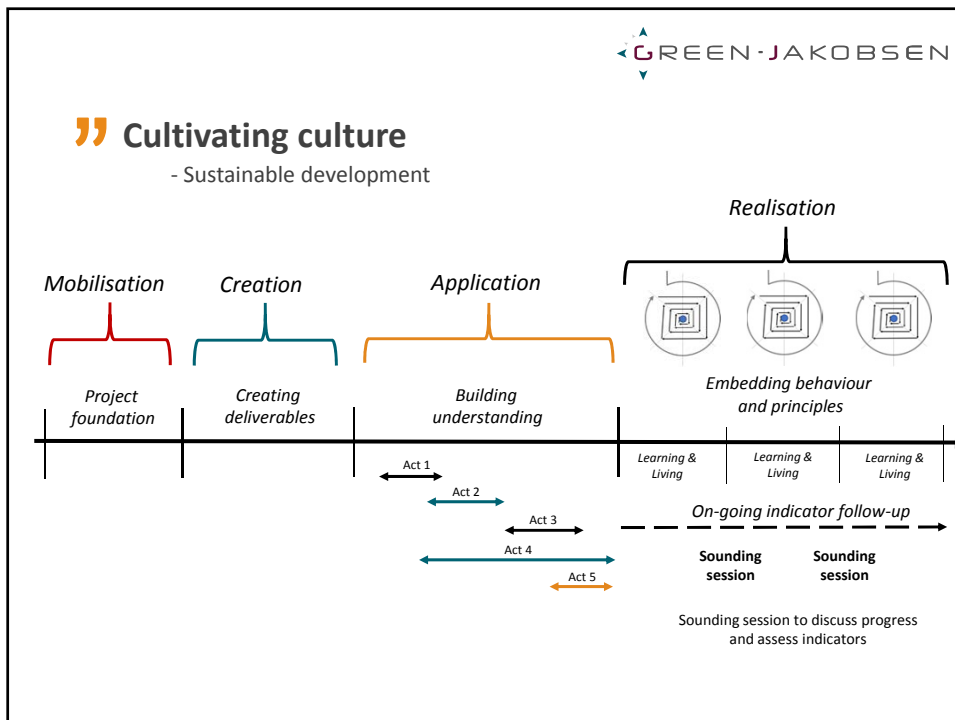 GREEN-JAKOBSEN
” Cultivating culture
- Sustainable development
Realisation
Mobilisation
Creation
Application
Project
foundation
Creating
deliverables
Building
understanding
Embedding behaviour
and principles
Learning &
Living
Learning &
Living
Learning &
Living
Act 1
Act 2
Act 3
Act 4
Act 5
On-going indicator follow-up
Sounding
session
Sounding
session
Sounding session to discuss progress
and assess indicators